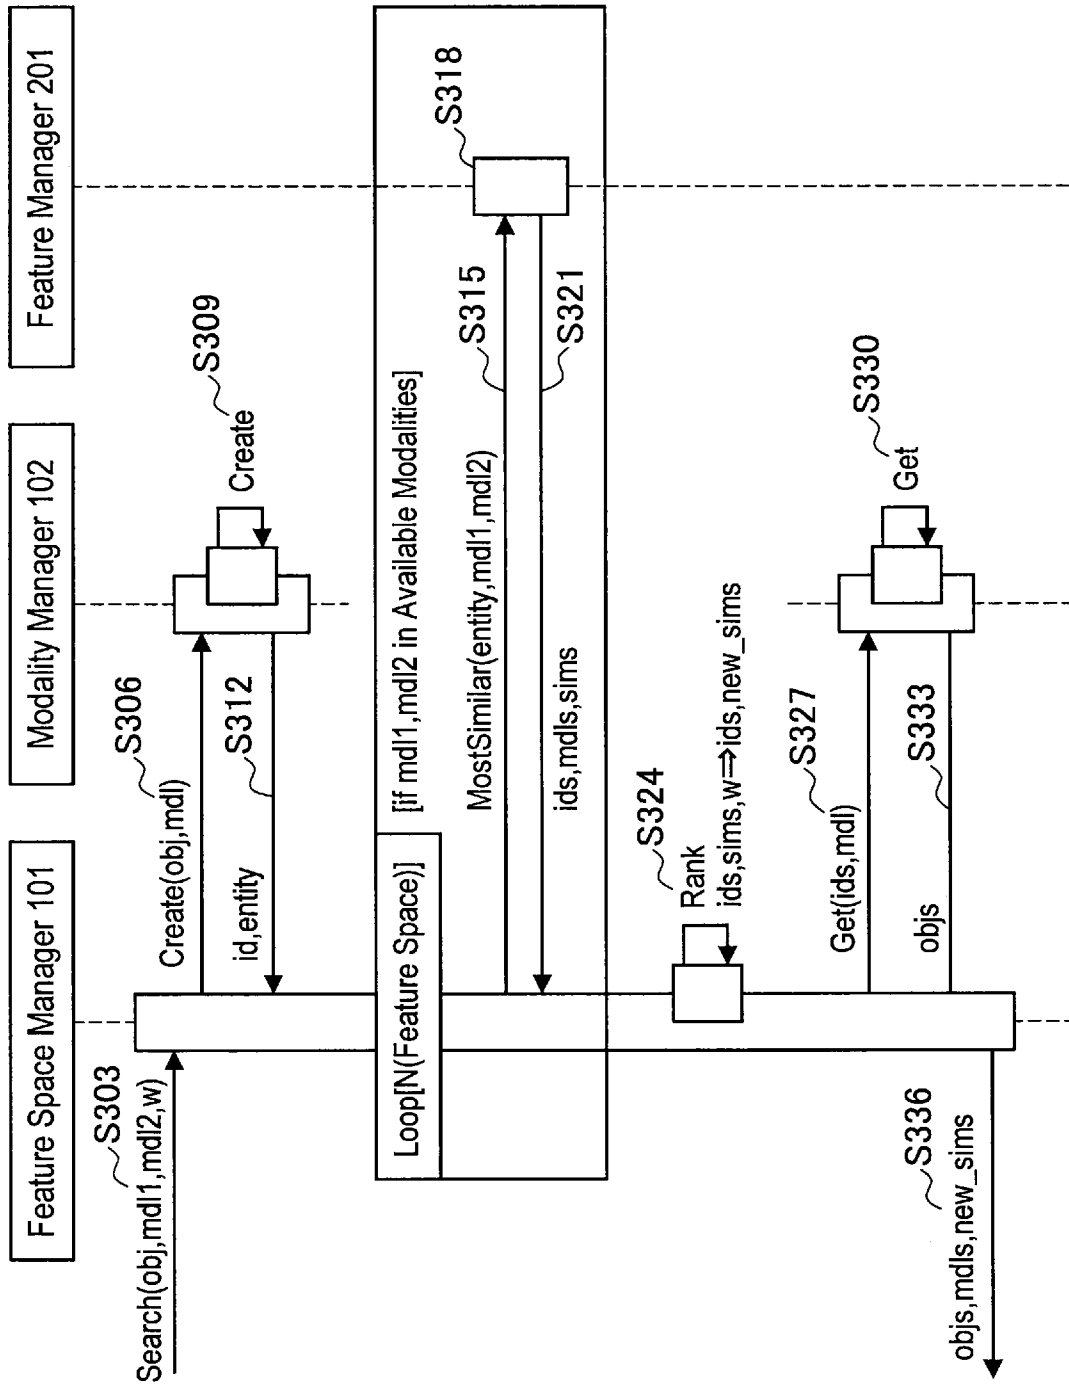 Feature Space Manager 101
Modality Manager 102
Feature Manager 201
S303
Search(obj,mdl1,mdl2,w)
S306
Create(obj,mdl)
S309
Create
S312
id,entity
Loop[N(Feature Space)]
[if mdl1,mdl2 in Available Modalities]
MostSimilar(entity,mdl1,mdl2)
S315
S318
S321
ids,mdls,sims
S324
Rank
ids,sims,w⇒ids,new_sims
S327
Get(ids,mdl)
S330
Get
S333
objs
S336
objs,mdls,new_sims